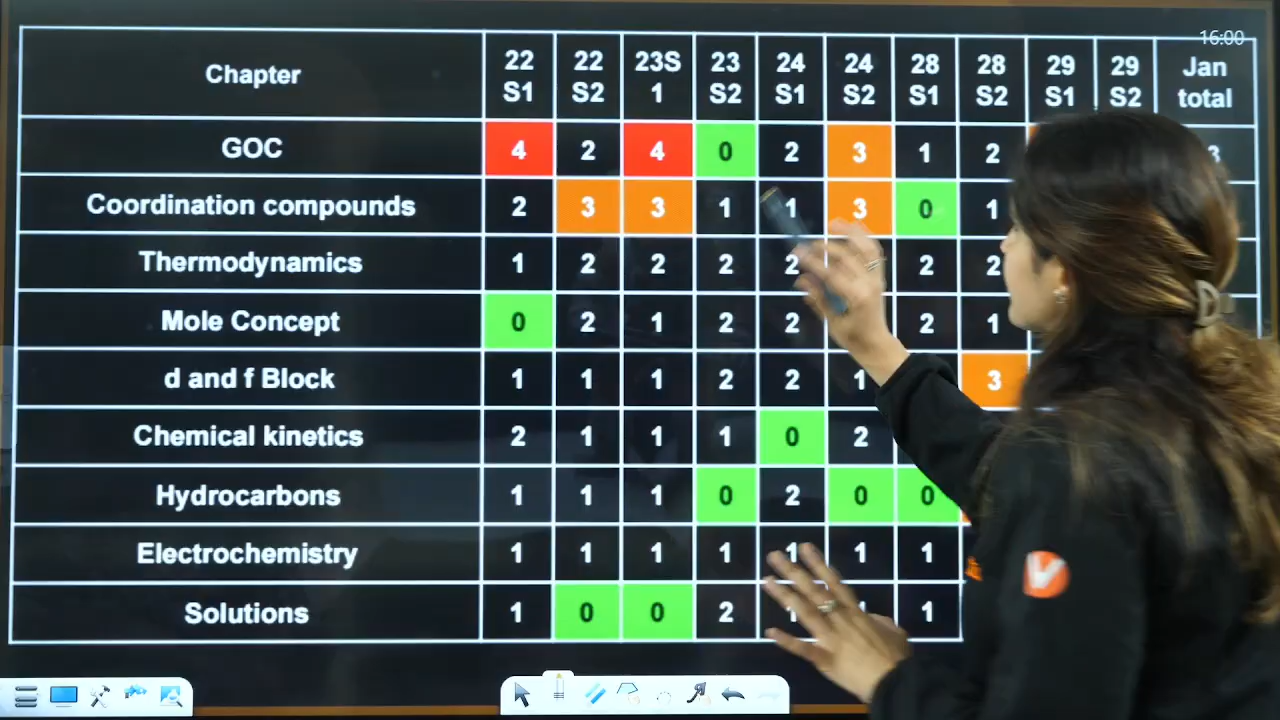 16:00
Chapter 22 S1 22 S2 23S 1 23 S2 24 S1 24 S2 28 S1 28 S2 29 S1 29 S2 Jan total
GOC 4 2 4 0 2 3 1 2 3
Coordination compounds 2 3 3 1 1 3 0 1
Thermodynamics 1 2 2 2 2 2 2
Mole Concept 0 2 1 2 2 2 1
d and f Block 1 1 1 2 2 1 3
Chemical kinetics 2 1 1 1 0 2
Hydrocarbons 1 1 1 0 2 0 0
Electrochemistry 1 1 1 1 1 1 1
Solutions 1 0 0 2 1 1 1